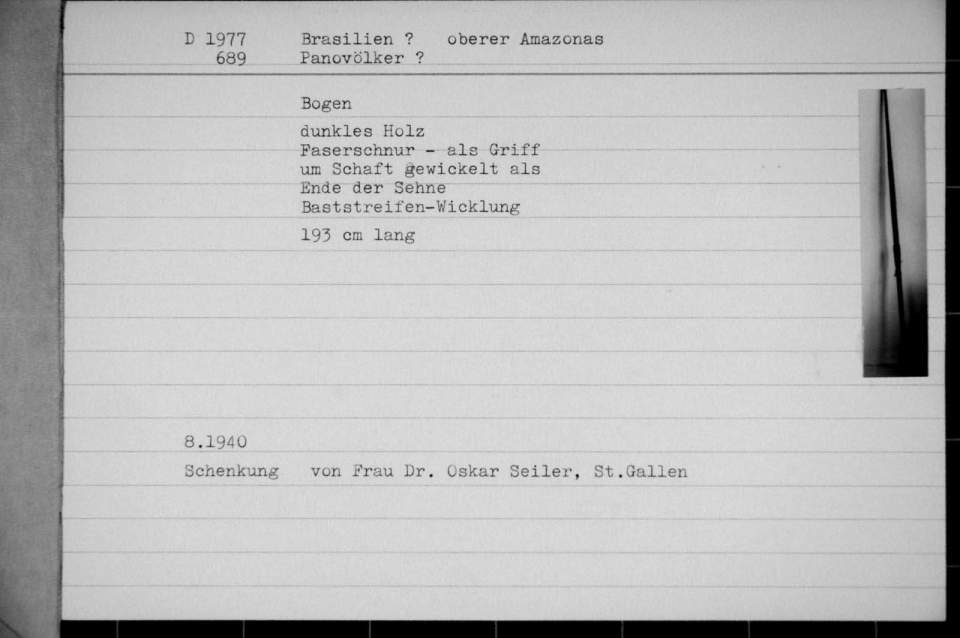 D 1977 Brasilien ? oberer Amazonas
689 Panovölker ?
Bogen
dunkles Holz
Faserschnur - als Griff
um Schaft gewickelt als
Ende der Sehne
Baststreifen-Wicklung
193 cm lang
8.1940
Schenkung von Frau Dr. Oskar Seiler, St.Gallen